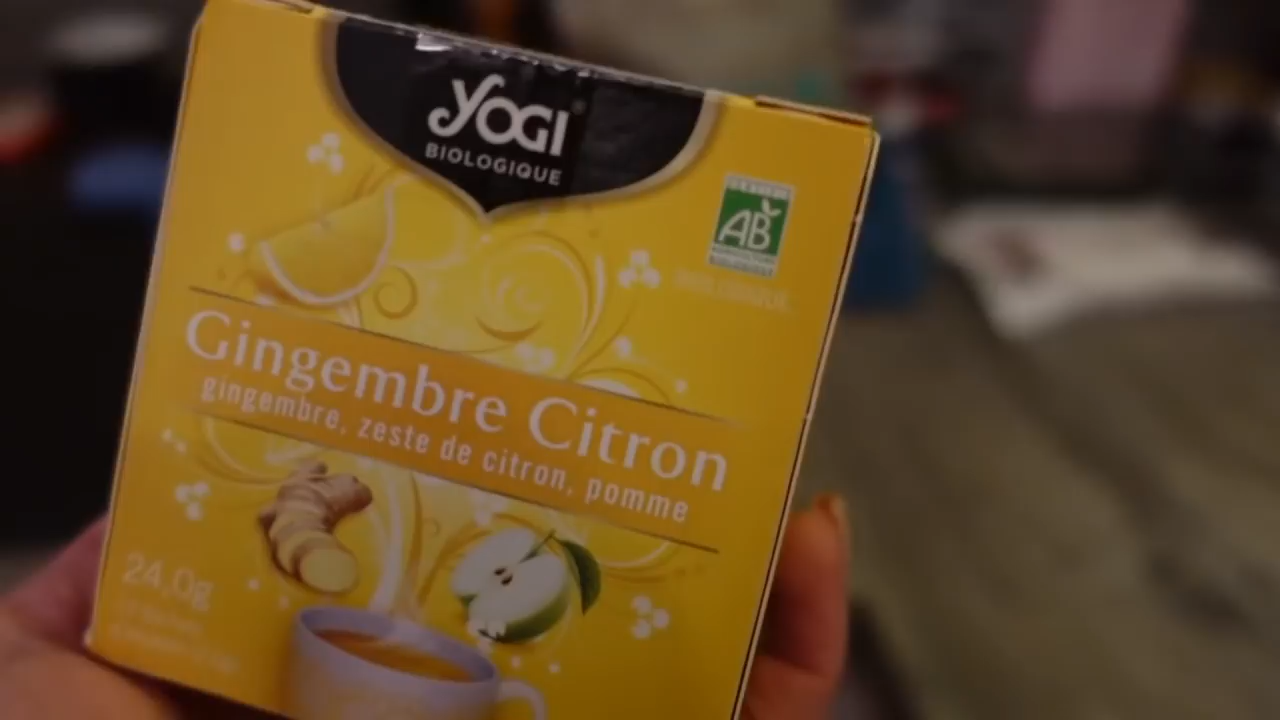 YOGI
BIOLOGIQUE
AB
Gingembre Citron
gingembre, zeste de citron, pomme
24,0g